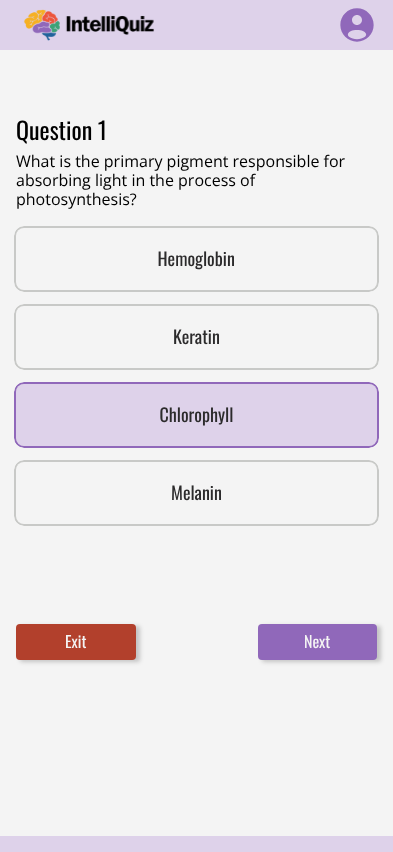 IntelliQuiz
Question 1
What is the primary pigment responsible for
absorbing light in the process of
photosynthesis?
Hemoglobin
Keratin
Chlorophyll
Melanin
Exit
Next